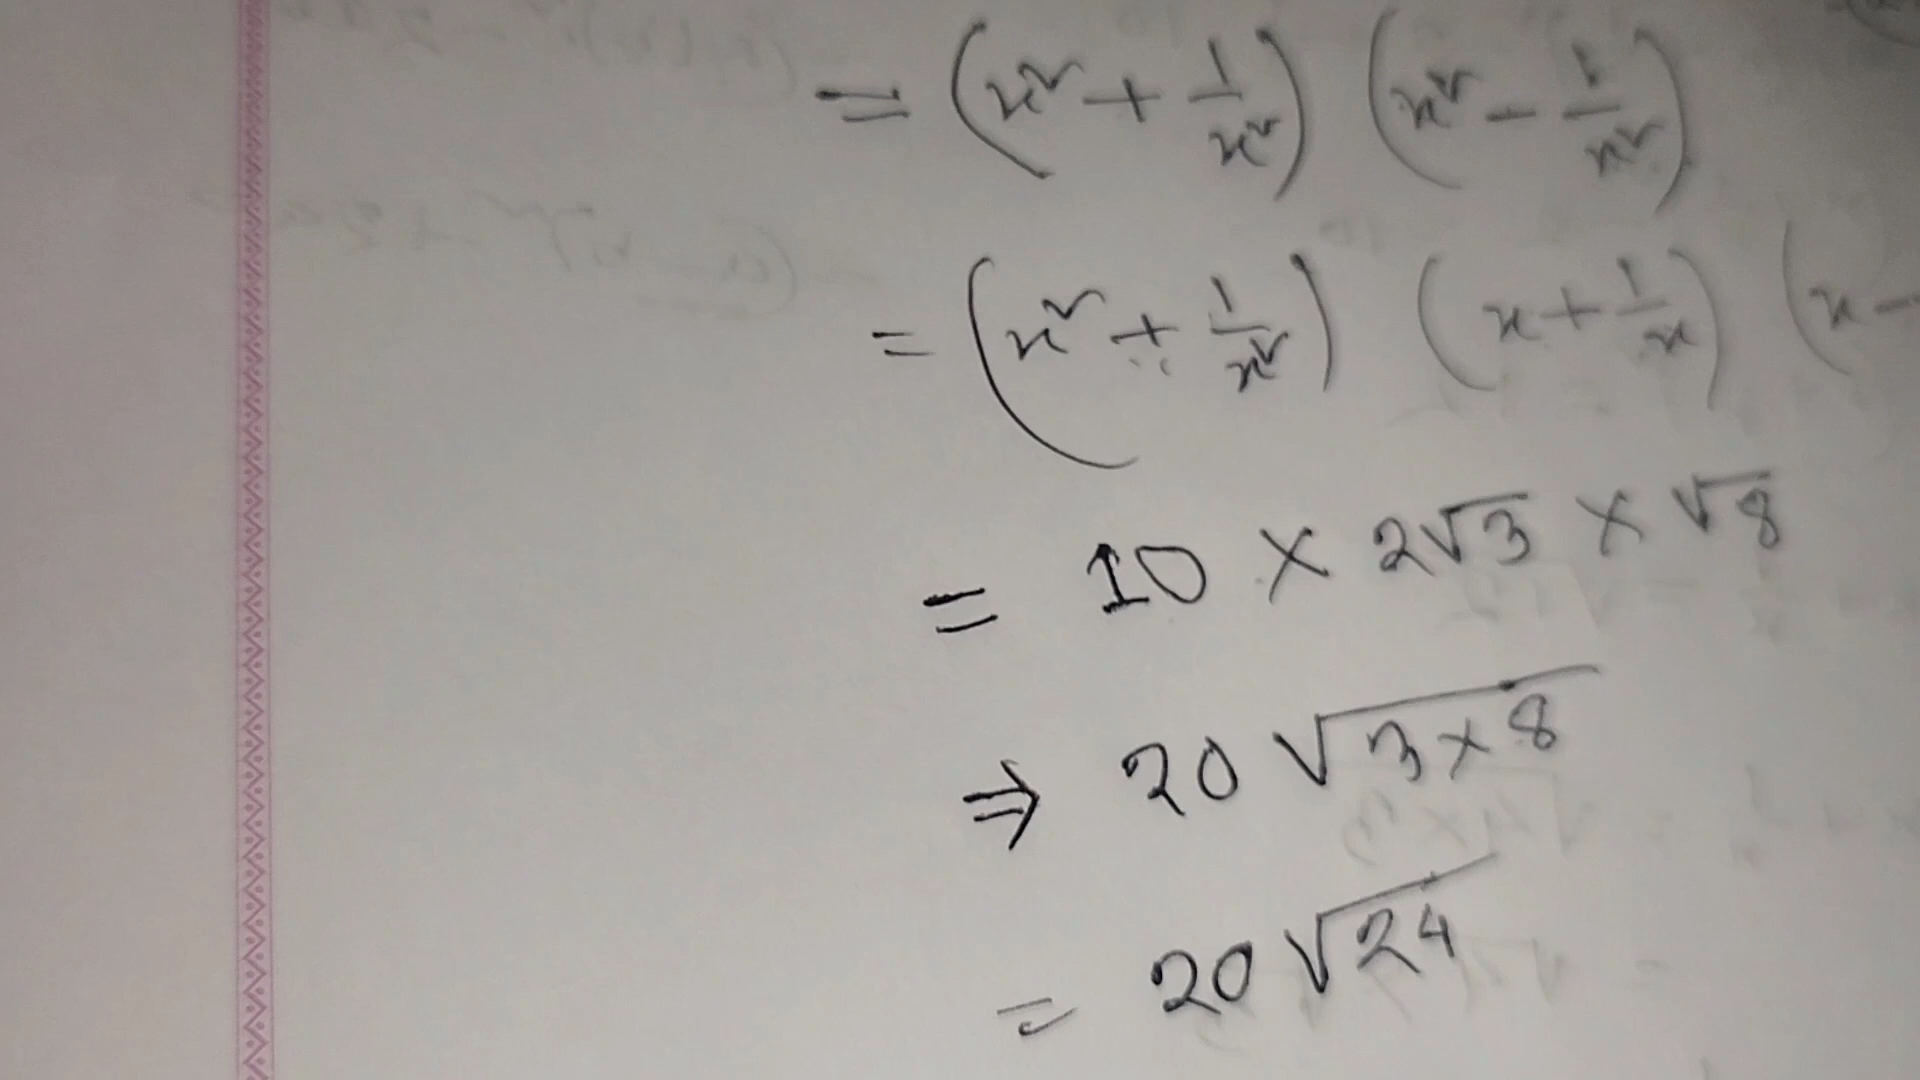 = (x² + 1/x²) (x² - 1/x²)
= (x² + 1/x²) (x + 1/x) (x -
= 10 × 2√3 × √8
⇒ 20 √3×8
= 20 √24